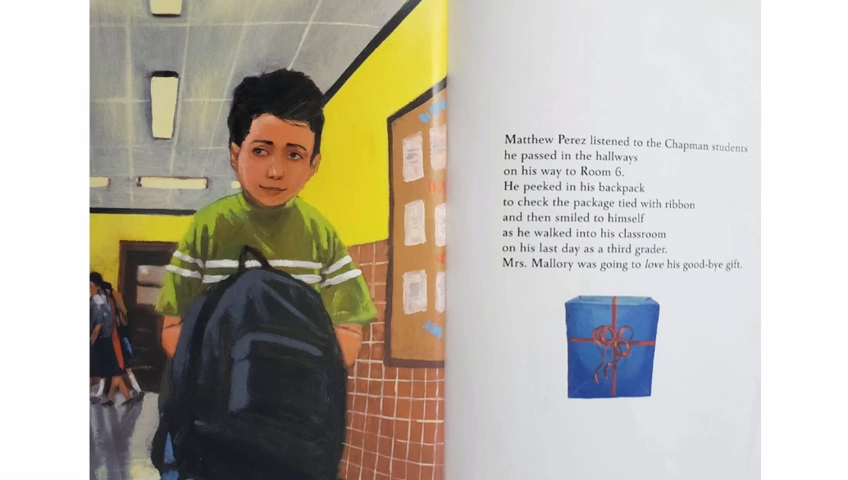 Matthew Perez listened to the Chapman students
he passed in the hallways
on his way to Room 6.
He peeked in his backpack
to check the package tied with ribbon
and then smiled to himself
as he walked into his classroom
on his last day as a third grader.
Mrs. Mallory was going to love his good-bye gift.